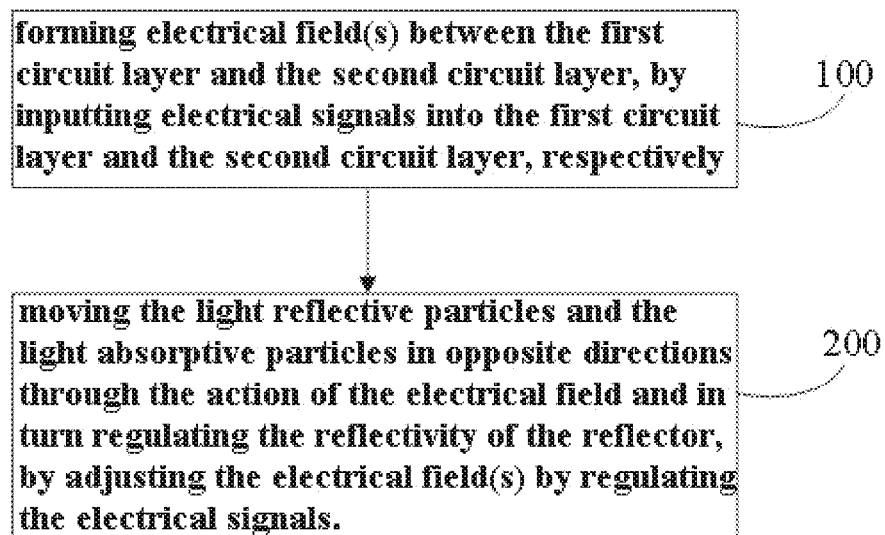 forming electrical field(s) between the first
circuit layer and the second circuit layer, by
inputting electrical signals into the first circuit
layer and the second circuit layer, respectively
100
moving the light reflective particles and the
light absorptive particles in opposite directions
through the action of the electrical field and in
turn regulating the reflectivity of the reflector,
by adjusting the electrical field(s) by regulating
the electrical signals.
200